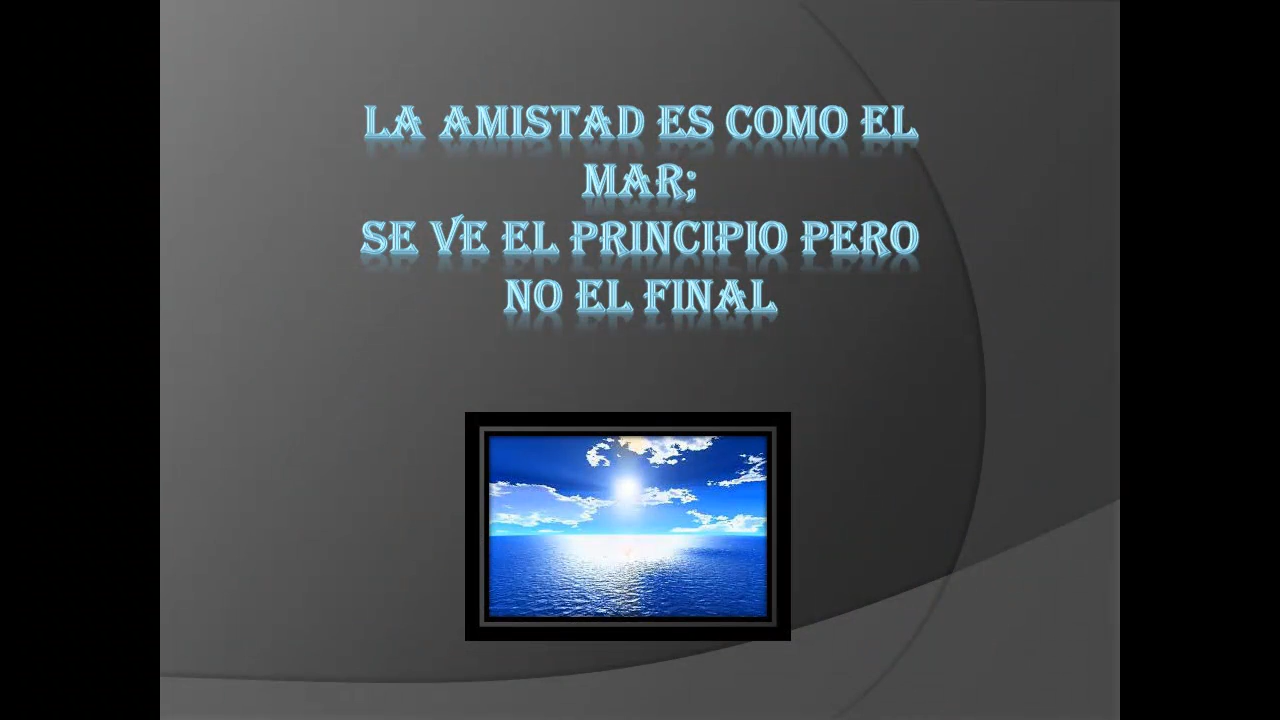 LA AMISTAD ES COMO EL
MAR;
SE VE EL PRINCIPIO PERO
NO EL FINAL